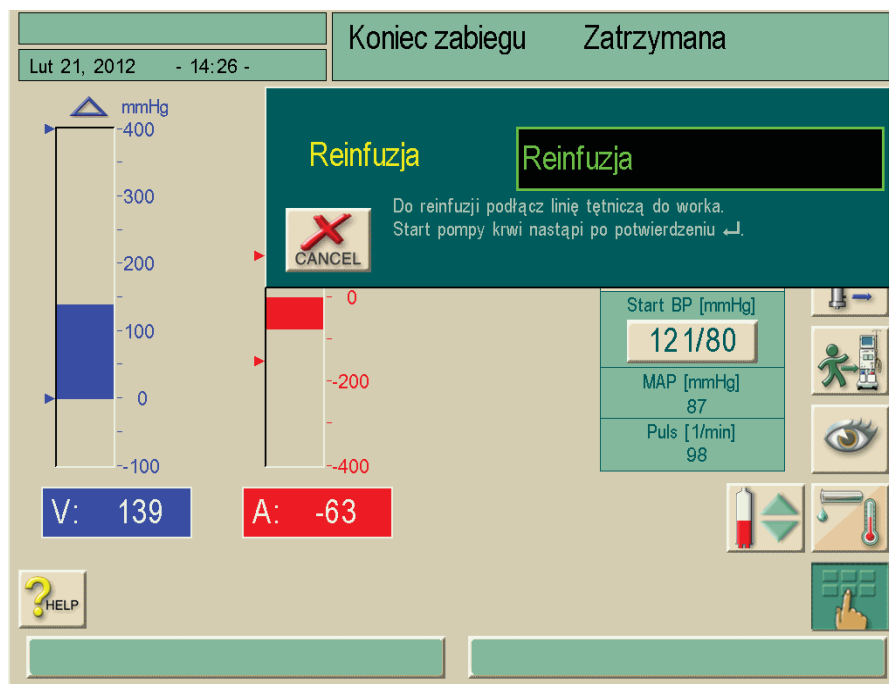 Koniec zabiegu Zatrzymana
Lut 21, 2012 - 14:26 -
mmHg
400
300
200
100
0
-100
Reinfuzja
Reinfuzja
Do reinfuzji podłącz linię tętniczą do worka.
Start pompy krwi nastąpi po potwierdzeniu ↵.
CANCEL
0
-200
-400
Start BP [mmHg]
121/80
MAP [mmHg]
87
Puls [1/min]
98
V: 139
A: -63
?HELP